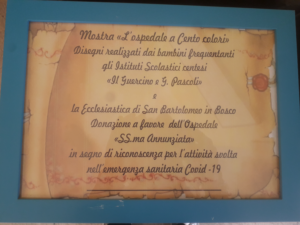 Mostra «L'ospedale a Cento colori»
Disegni realizzati dai bambini frequentanti
gli Istituti Scolastici centesi
«Il Guercino e G. Pascoli»
e
la Ecclesiastica di San Bartolomeo in Bosco
Donazione a favore dell'Ospedale
«SS.ma Annunziata»
in segno di riconoscenza per l'attività svolta
nell'emergenza sanitaria Covid -19